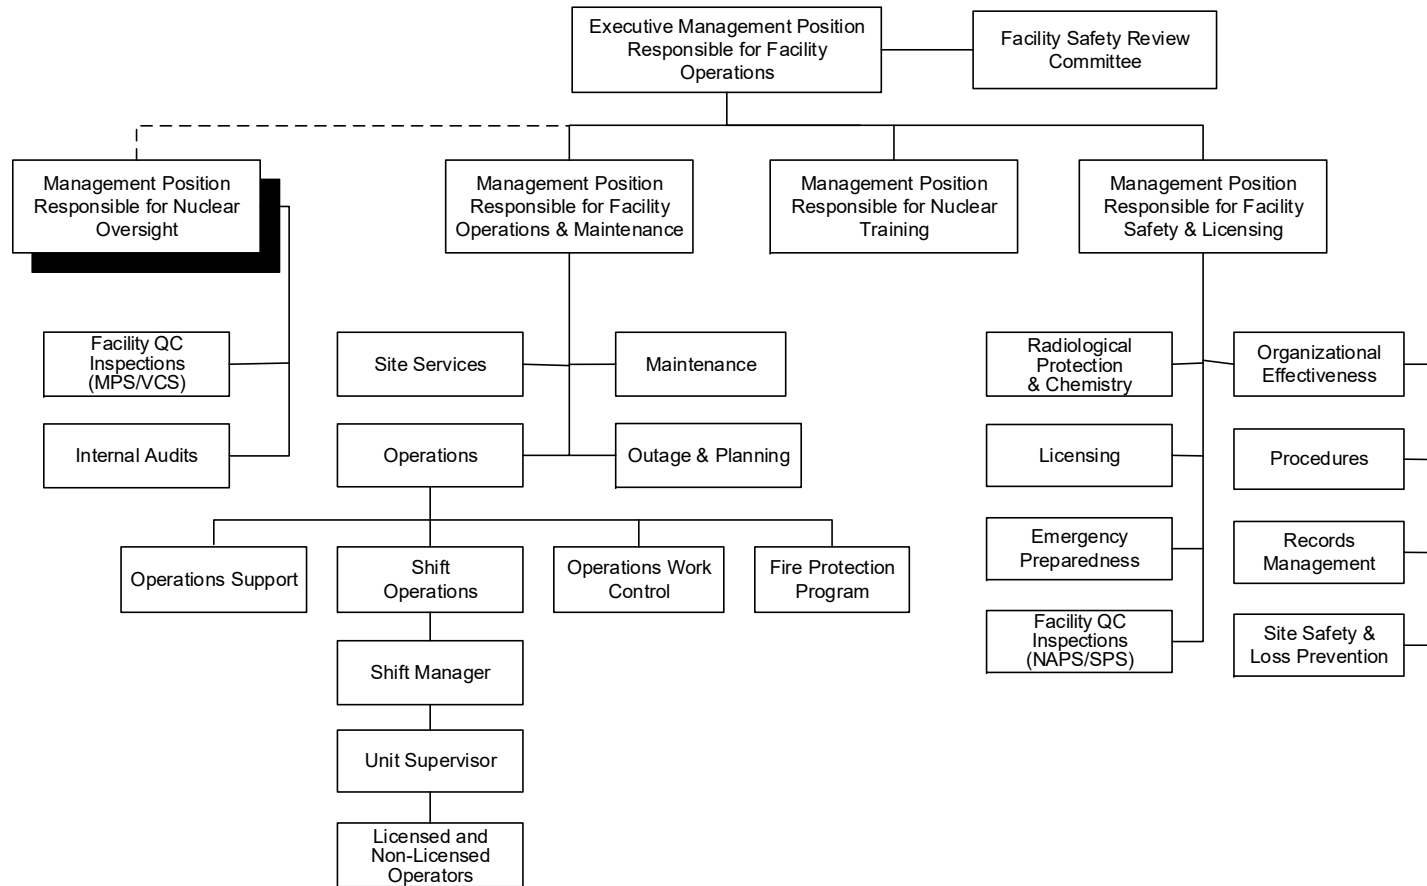 Executive Management Position
Responsible for Facility
Operations
Facility Safety Review
Committee
Management Position
Responsible for Nuclear
Oversight
Management Position
Responsible for Facility
Operations & Maintenance
Management Position
Responsible for Nuclear
Training
Management Position
Responsible for Facility
Safety & Licensing
Facility QC
Inspections
(MPS/VCS)
Site Services
Maintenance
Radiological
Protection
& Chemistry
Organizational
Effectiveness
Internal Audits
Operations
Outage & Planning
Licensing
Procedures
Operations Support
Shift
Operations
Operations Work
Control
Fire Protection
Program
Emergency
Preparedness
Records
Management
Shift Manager
Facility QC
Inspections
(NAPS/SPS)
Site Safety &
Loss Prevention
Unit Supervisor
Licensed and
Non-Licensed
Operators